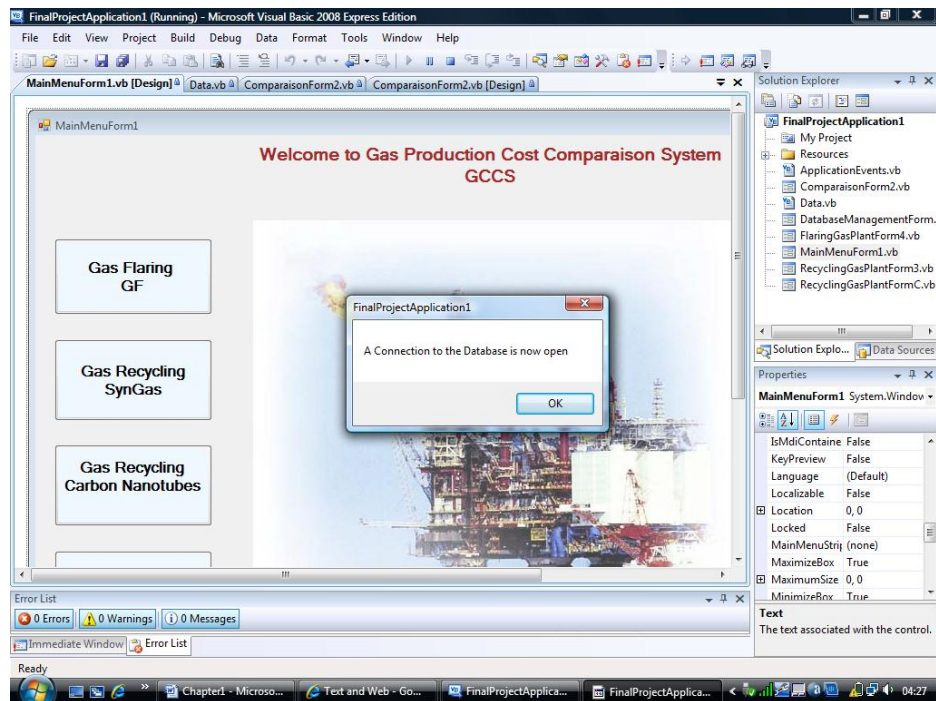 FinalProjectApplication1 (Running) - Microsoft Visual Basic 2008 Express Edition
File Edit View Project Build Debug Data Format Tools Window Help
MainMenuForm1.vb [Design] Data.vb ComparaisonForm2.vb ComparaisonForm2.vb [Design]
MainMenuForm1
Welcome to Gas Production Cost Comparaison System
GCCS
Gas Flaring
GF
Gas Recycling
SynGas
Gas Recycling
Carbon Nanotubes
FinalProjectApplication1
A Connection to the Database is now open
OK
Solution Explorer
FinalProjectApplication1
My Project
Resources
ApplicationEvents.vb
ComparaisonForm2.vb
Data.vb
DatabaseManagementForm.
FlaringGasPlantForm4.vb
MainMenuForm1.vb
RecyclingGasPlantForm3.vb
RecyclingGasPlantFormC.vb
Solution Explo... Data Sources
Properties
MainMenuForm1 System.Window
IsMdiContaine False
KeyPreview False
Language (Default)
Localizable False
Location 0, 0
Locked False
MainMenuStrip (none)
MaximizeBox True
MaximumSize 0, 0
MinimizeBox True
Text
The text associated with the control.
Error List
0 Errors 0 Warnings 0 Messages
Immediate Window Error List
Ready
Chapter1 - Microso... Text and Web - Go... FinalProjectApplica... FinalProjectApplica... 04:27